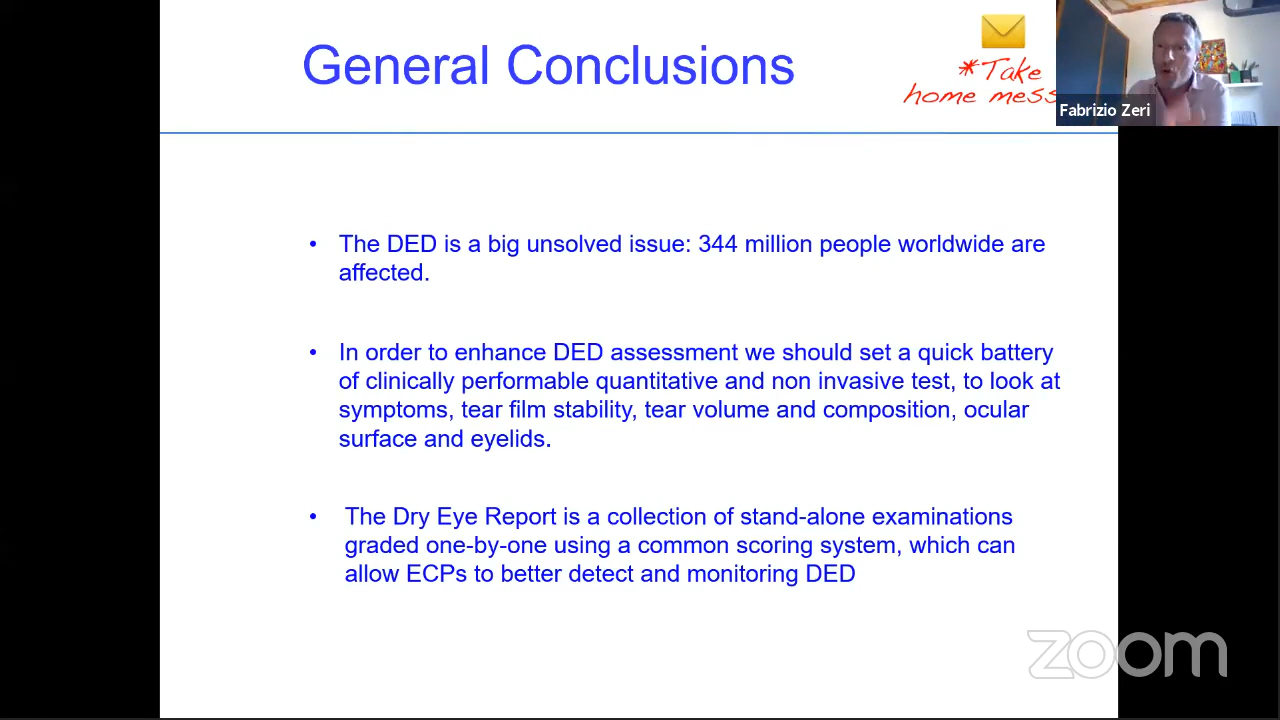 General Conclusions
*Take
home mess
Fabrizio Zeri
• The DED is a big unsolved issue: 344 million people worldwide are
affected.
• In order to enhance DED assessment we should set a quick battery
of clinically performable quantitative and non invasive test, to look at
symptoms, tear film stability, tear volume and composition, ocular
surface and eyelids.
• The Dry Eye Report is a collection of stand-alone examinations
graded one-by-one using a common scoring system, which can
allow ECPs to better detect and monitoring DED
zoom